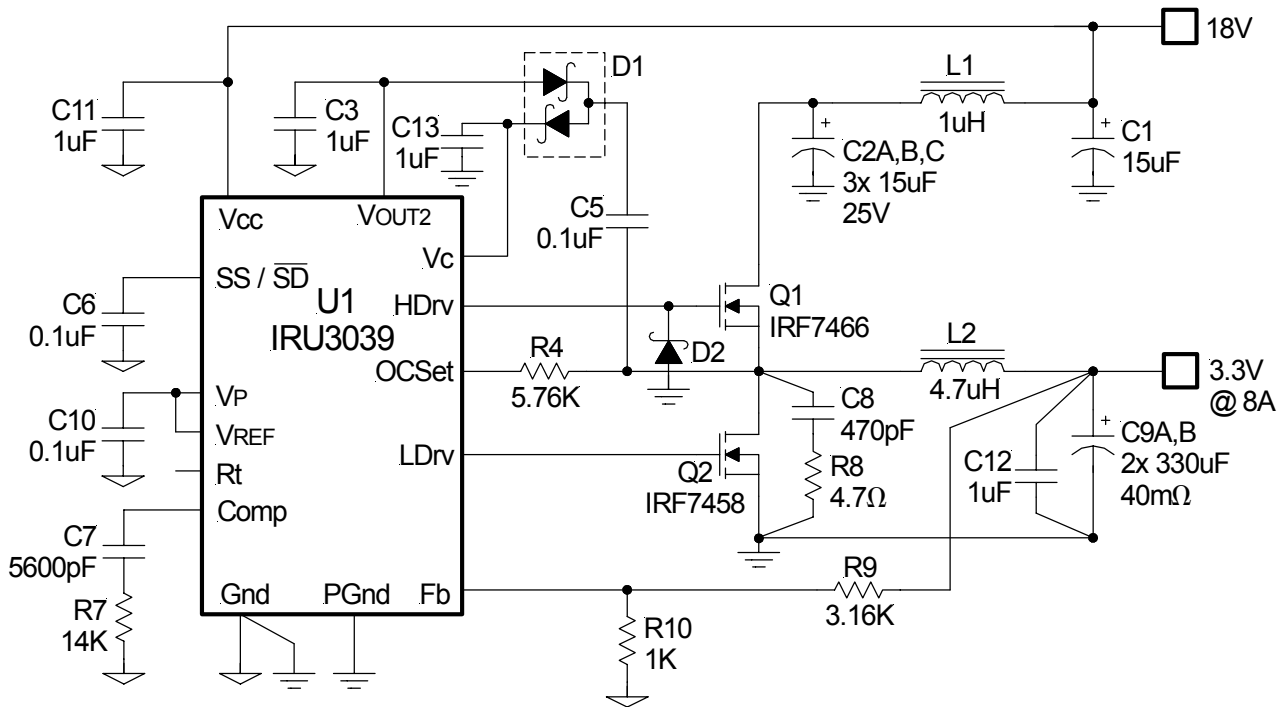 18V
D1
L1
1uH
C11
1uF
C3
1uF
C13
1uF
C1
15uF
C2A,B,C
3x 15uF
25V
+
+
Vcc
VOUT2
C5
0.1uF
Vc
SS / SD
U1
IRU3039
HDrv
Q1
IRF7466
C6
0.1uF
D2
L2
4.7uH
R4
5.76K
OCSet
3.3V
@ 8A
VP
C10
0.1uF
VREF
C8
470pF
+
C9A,B
2x 330uF
40mΩ
LDrv
Q2
IRF7458
R8
4.7Ω
C12
1uF
Rt
Comp
C7
5600pF
R9
3.16K
Gnd
PGnd
Fb
R7
14K
R10
1K